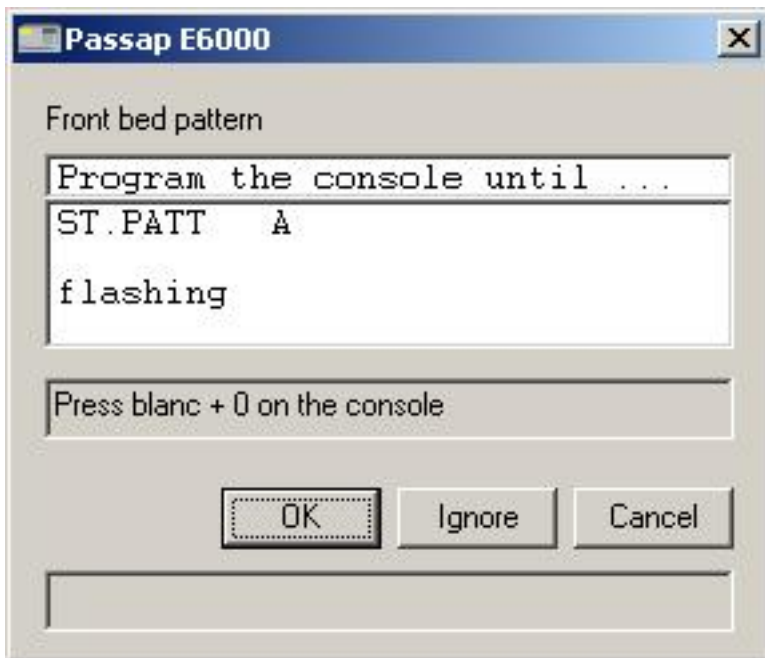 Passap E6000
Front bed pattern
Program the console until ...
ST.PATT A
flashing
Press blanc + 0 on the console
OK Ignore Cancel